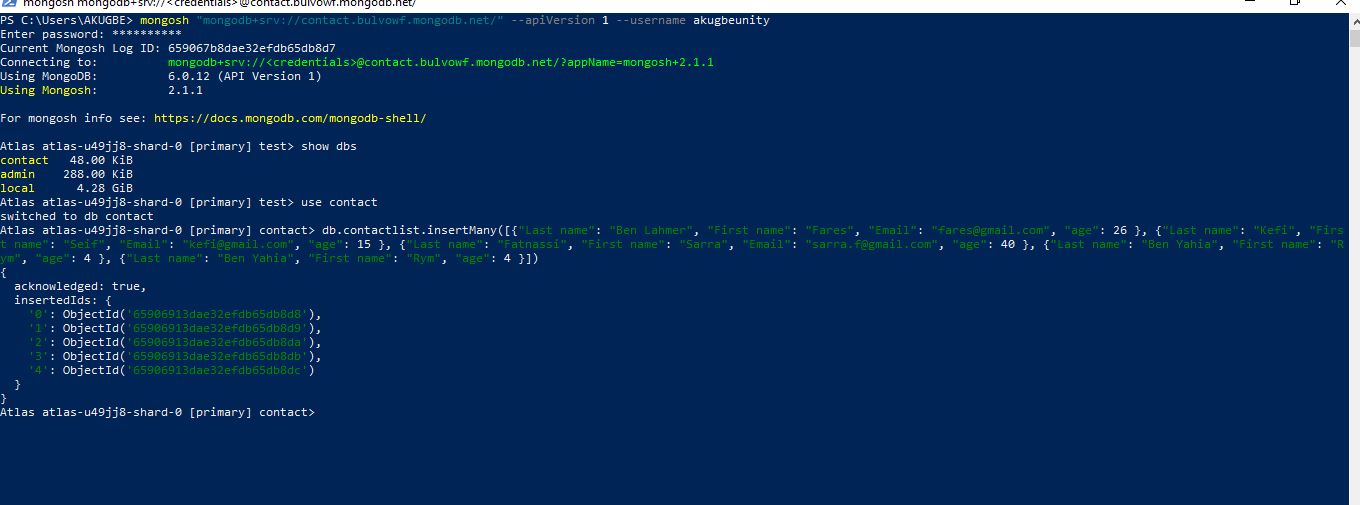 mongosh mongodb+srv://<credentials>@contact.bulvowf.mongodb.net/
PS C:\Users\AKUGBE> mongosh "mongodb+srv://contact.bulvowf.mongodb.net/" --apiVersion 1 --username akugbeunity
Enter password: **********
Current Mongosh Log ID: 659067b8dae32efdb65db8d7
Connecting to:          mongodb+srv://<credentials>@contact.bulvowf.mongodb.net/?appName=mongosh+2.1.1
Using MongoDB:          6.0.12 (API Version 1)
Using Mongosh:          2.1.1
For mongosh info see: https://docs.mongodb.com/mongodb-shell/
Atlas atlas-u49jj8-shard-0 [primary] test> show dbs
contact   48.00 KiB
admin    288.00 KiB
local      4.28 GiB
Atlas atlas-u49jj8-shard-0 [primary] test> use contact
switched to db contact
Atlas atlas-u49jj8-shard-0 [primary] contact> db.contactlist.insertMany([{"Last name": "Ben Lahmer", "First name": "Fares", "Email": "fares@gmail.com", "age": 26 }, {"Last name": "Kefi", "Firs
t name": "Seif", "Email": "kefi@gmail.com", "age": 15 }, {"Last name": "Fatnassi", "First name": "Sarra", "Email": "sarra.f@gmail.com", "age": 40 }, {"Last name": "Ben Yahia", "First name": "R
ym", "age": 4 }, {"Last name": "Ben Yahia", "First name": "Rym", "age": 4 }])
{
  acknowledged: true,
  insertedIds: {
    '0': ObjectId('65906913dae32efdb65db8d8'),
    '1': ObjectId('65906913dae32efdb65db8d9'),
    '2': ObjectId('65906913dae32efdb65db8da'),
    '3': ObjectId('65906913dae32efdb65db8db'),
    '4': ObjectId('65906913dae32efdb65db8dc')
  }
}
Atlas atlas-u49jj8-shard-0 [primary] contact>